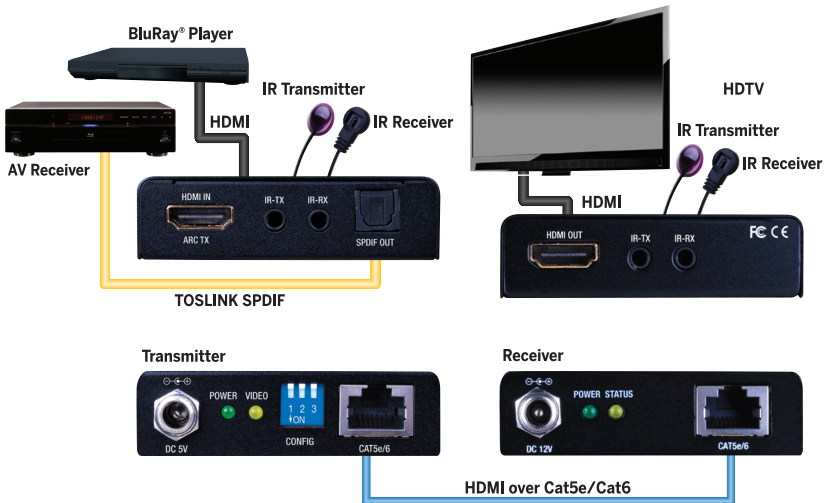 BluRay® Player
AV Receiver
HDMI
IR Transmitter
IR Receiver
HDMI IN
ARC TX
IR-TX
IR-RX
SPDIF OUT
TOSLINK SPDIF
HDTV
IR Transmitter
IR Receiver
HDMI
HDMI OUT
IR-TX
IR-RX
FC CE
Transmitter
DC 5V
POWER
VIDEO
1 2 3
ON
CONFIG
CAT5e/6
Receiver
DC 12V
POWER
STATUS
CAT5e/6
HDMI over Cat5e/Cat6